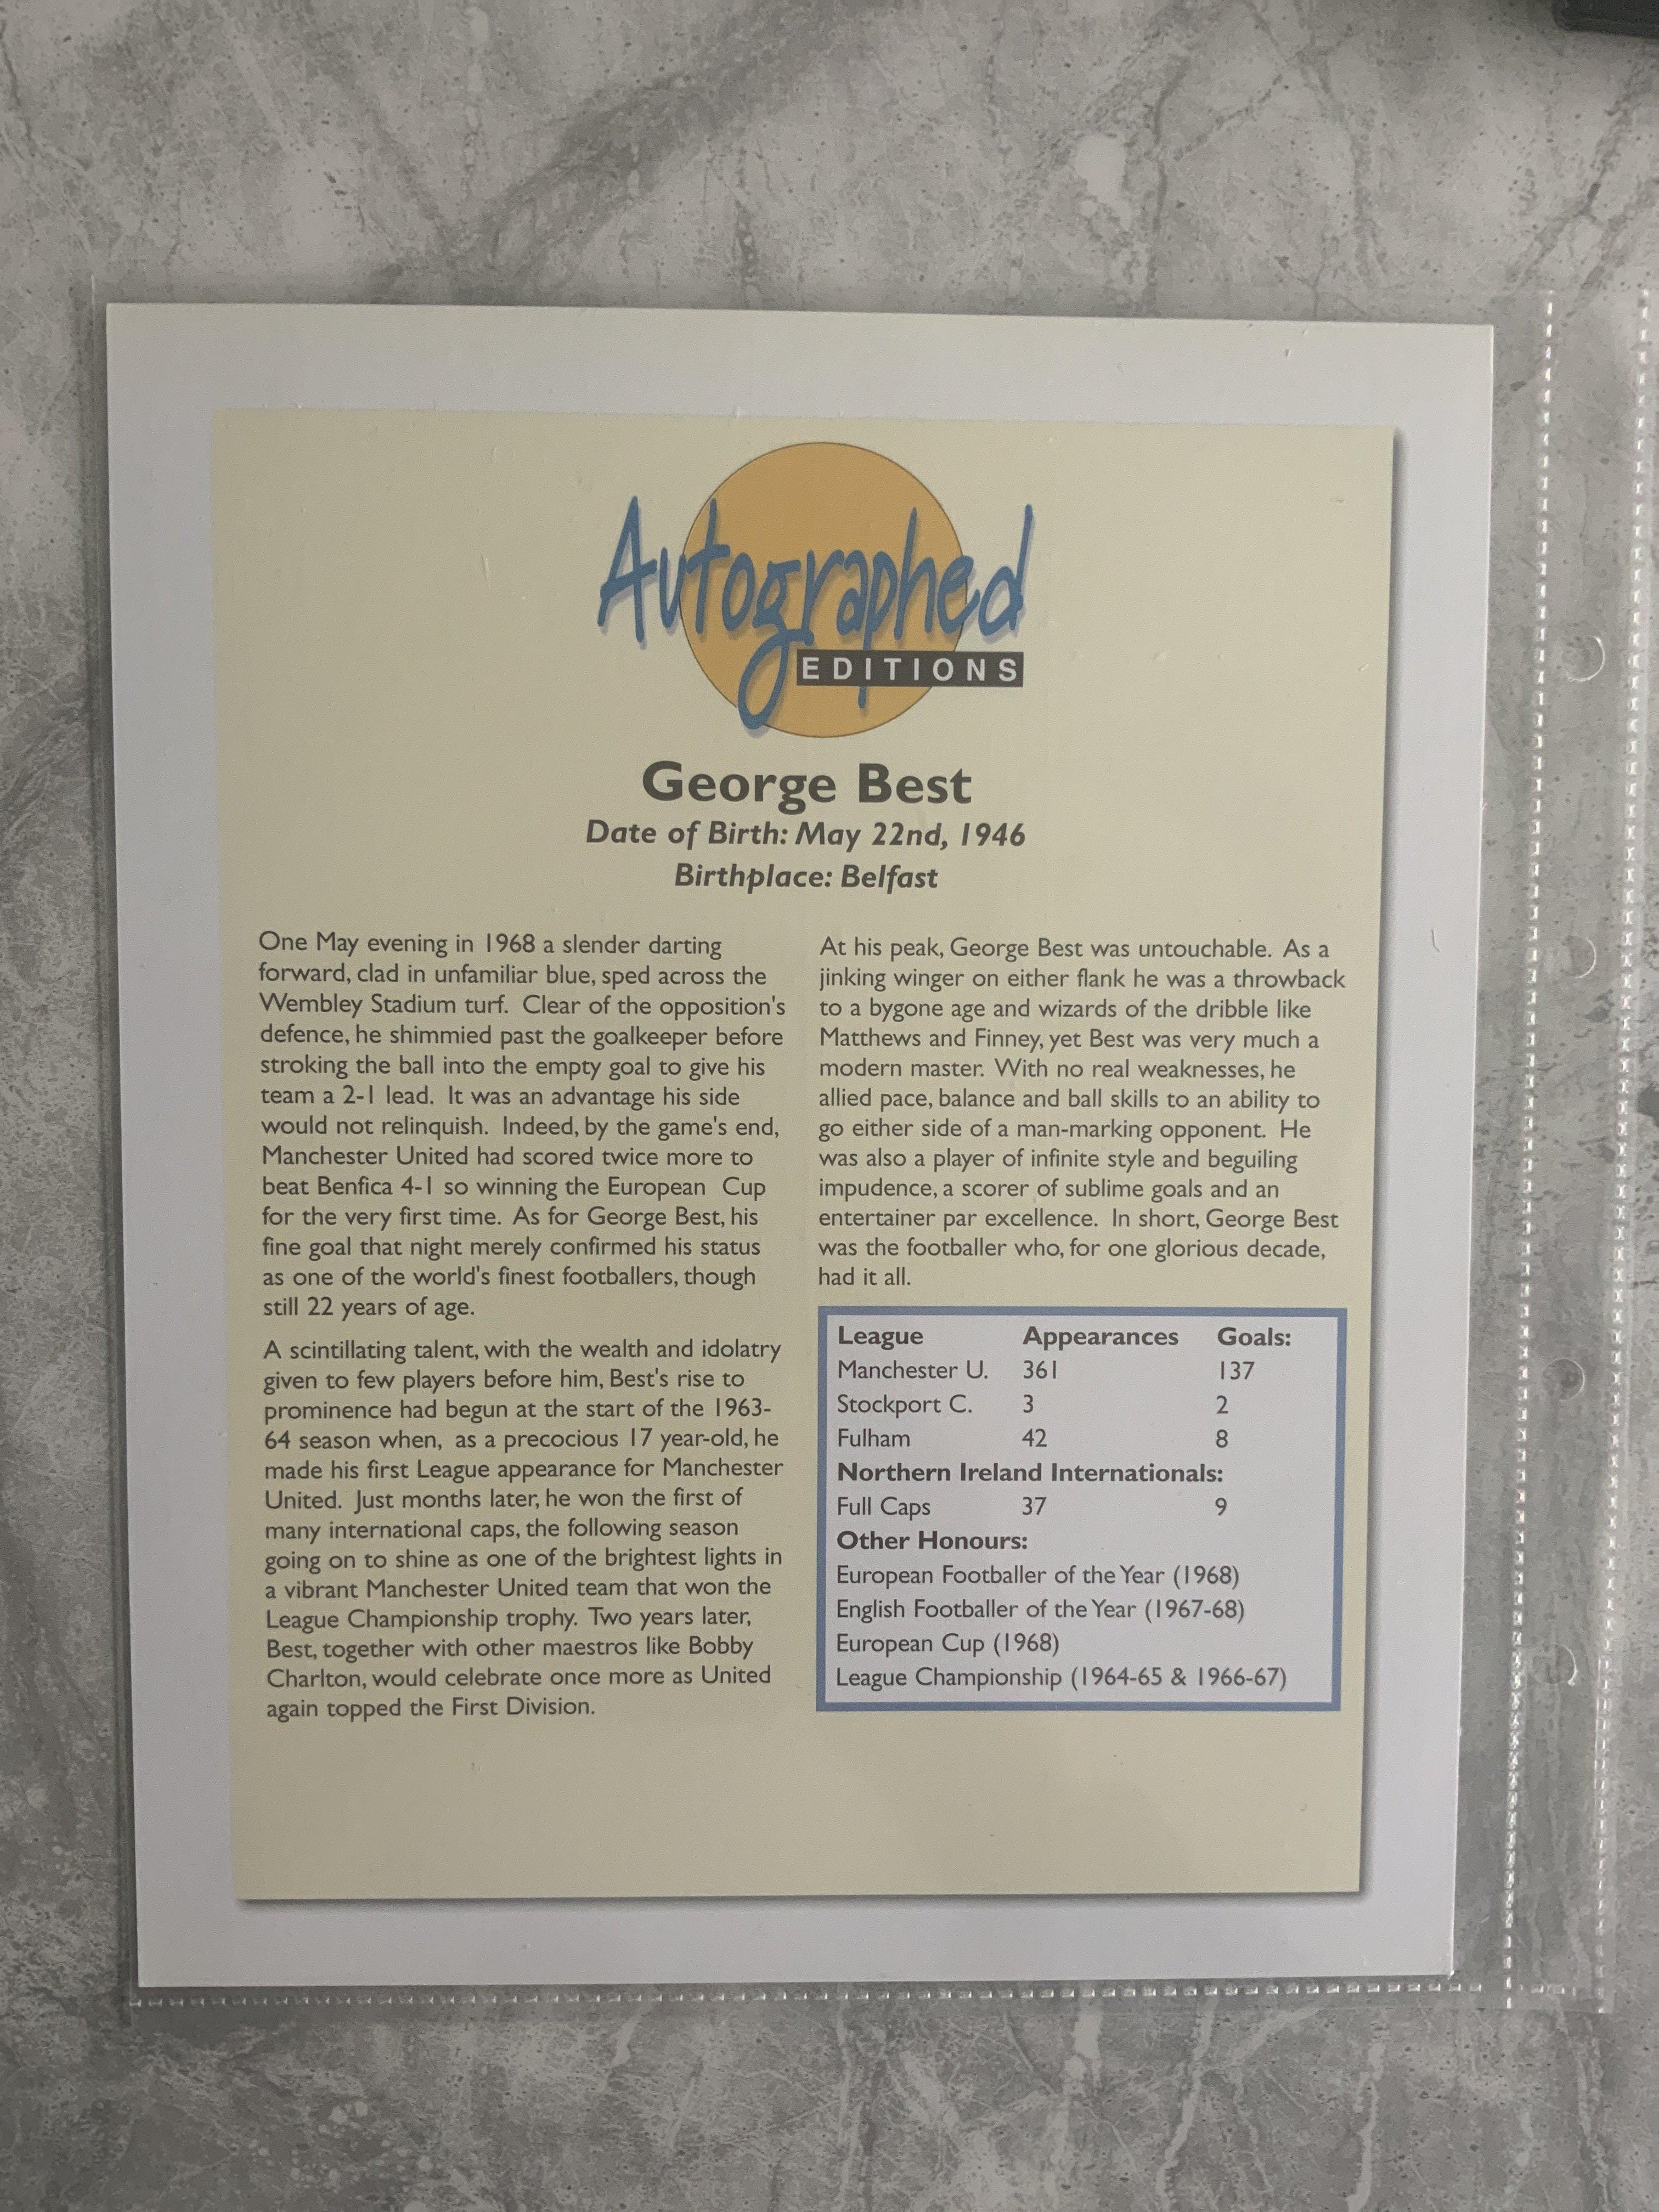 Autographed
EDITIONS
George Best
Date of Birth: May 22nd, 1946
Birthplace: Belfast
One May evening in 1968 a slender darting
forward, clad in unfamiliar blue, sped across the
Wembley Stadium turf. Clear of the opposition's
defence, he shimmied past the goalkeeper before
stroking the ball into the empty goal to give his
team a 2-1 lead. It was an advantage his side
would not relinquish. Indeed, by the game's end,
Manchester United had scored twice more to
beat Benfica 4-1 so winning the European Cup
for the very first time. As for George Best, his
fine goal that night merely confirmed his status
as one of the world's finest footballers, though
still 22 years of age.
A scintillating talent, with the wealth and idolatry
given to few players before him, Best's rise to
prominence had begun at the start of the 1963-
64 season when, as a precocious 17 year-old, he
made his first League appearance for Manchester
United. Just months later, he won the first of
many international caps, the following season
going on to shine as one of the brightest lights in
a vibrant Manchester United team that won the
League Championship trophy. Two years later,
Best, together with other maestros like Bobby
Charlton, would celebrate once more as United
again topped the First Division.
At his peak, George Best was untouchable. As a
jinking winger on either flank he was a throwback
to a bygone age and wizards of the dribble like
Matthews and Finney, yet Best was very much a
modern master. With no real weaknesses, he
allied pace, balance and ball skills to an ability to
go either side of a man-marking opponent. He
was also a player of infinite style and beguiling
impudence, a scorer of sublime goals and an
entertainer par excellence. In short, George Best
was the footballer who, for one glorious decade,
had it all.
League Appearances Goals:
Manchester U. 361 137
Stockport C. 3 2
Fulham 42 8
Northern Ireland Internationals:
Full Caps 37 9
Other Honours:
European Footballer of the Year (1968)
English Footballer of the Year (1967-68)
European Cup (1968)
League Championship (1964-65 & 1966-67)